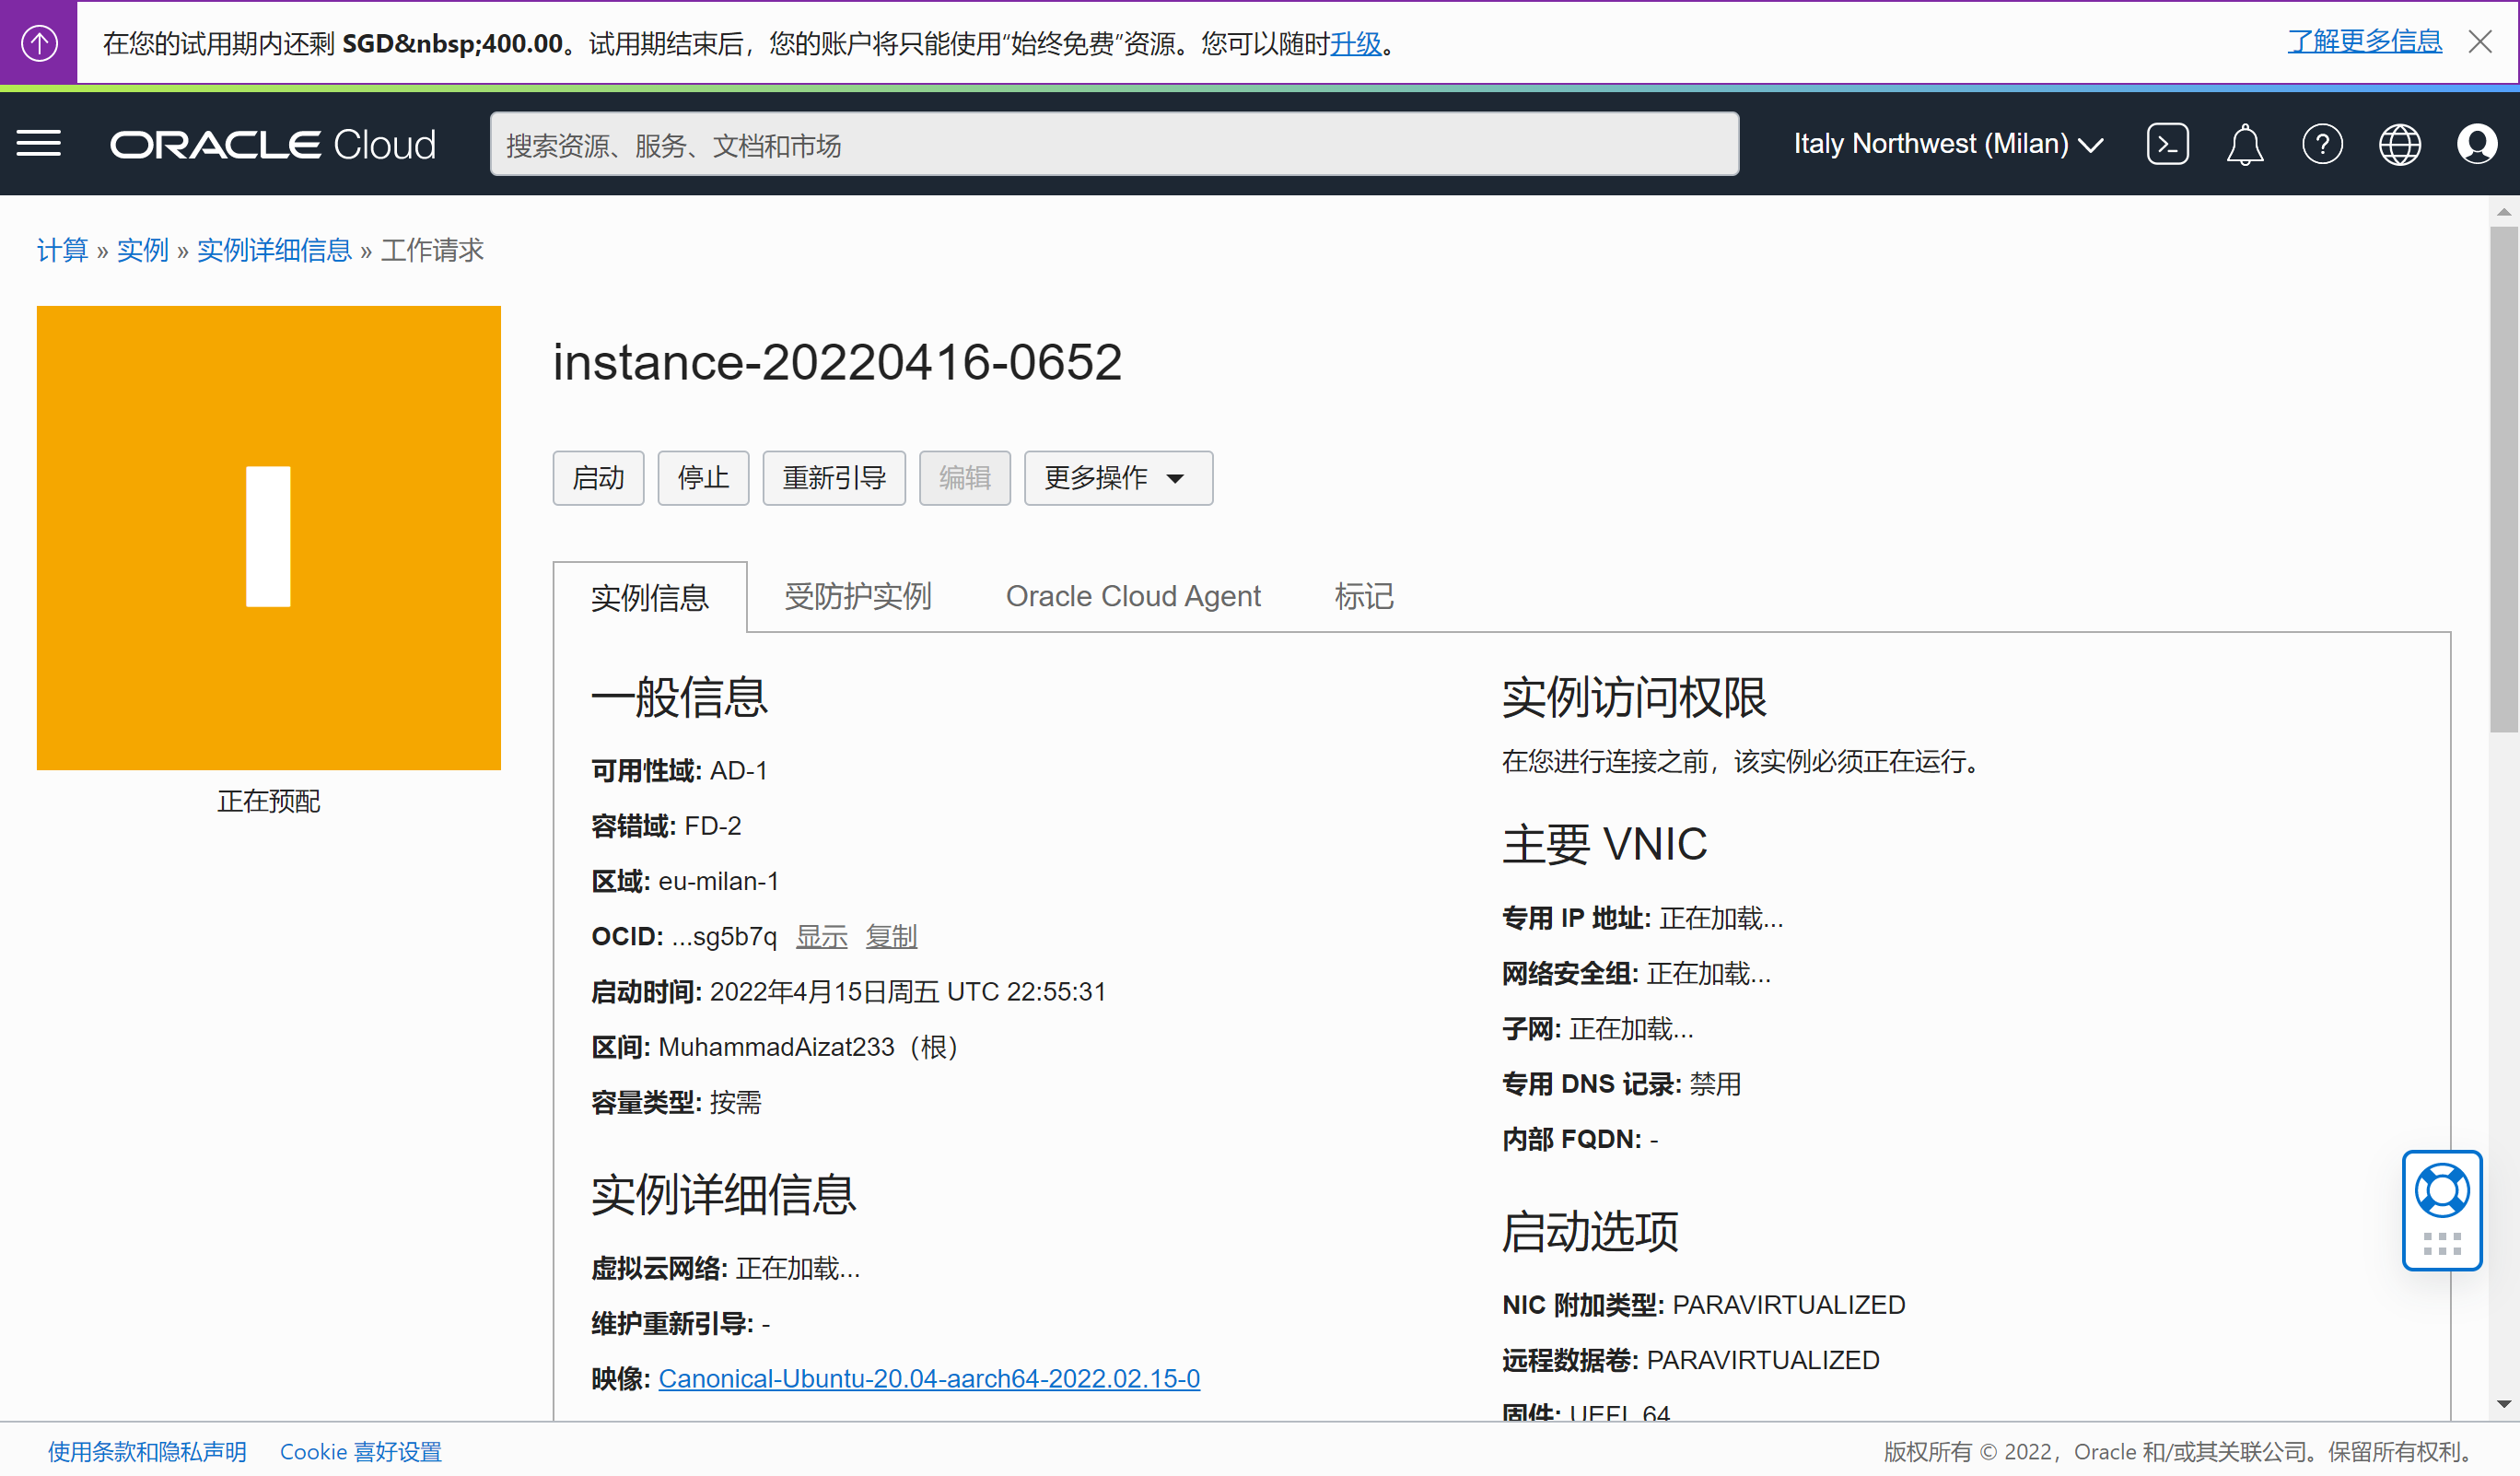 在您的试用期内还剩 SGD&nbsp;400.00。试用期结束后，您的账户将只能使用“始终免费”资源。您可以随时升级。
了解更多信息
ORACLE Cloud
搜索资源、服务、文档和市场
Italy Northwest (Milan)
计算 » 实例 » 实例详细信息 » 工作请求
I
正在预配
instance-20220416-0652
启动 停止 重新引导 编辑 更多操作
实例信息 受防护实例 Oracle Cloud Agent 标记
一般信息
可用性域: AD-1
容错域: FD-2
区域: eu-milan-1
OCID: ...sg5b7q 显示 复制
启动时间: 2022年4月15日周五 UTC 22:55:31
区间: MuhammadAizat233（根）
容量类型: 按需
实例详细信息
虚拟云网络: 正在加载...
维护重新引导: -
映像: Canonical-Ubuntu-20.04-aarch64-2022.02.15-0
实例访问权限
在您进行连接之前，该实例必须正在运行。
主要 VNIC
专用 IP 地址: 正在加载...
网络安全组: 正在加载...
子网: 正在加载...
专用 DNS 记录: 禁用
内部 FQDN: -
启动选项
NIC 附加类型: PARAVIRTUALIZED
远程数据卷: PARAVIRTUALIZED
固件: UEFI_64
使用条款和隐私声明 Cookie 喜好设置
版权所有 © 2022，Oracle 和/或其关联公司。保留所有权利。